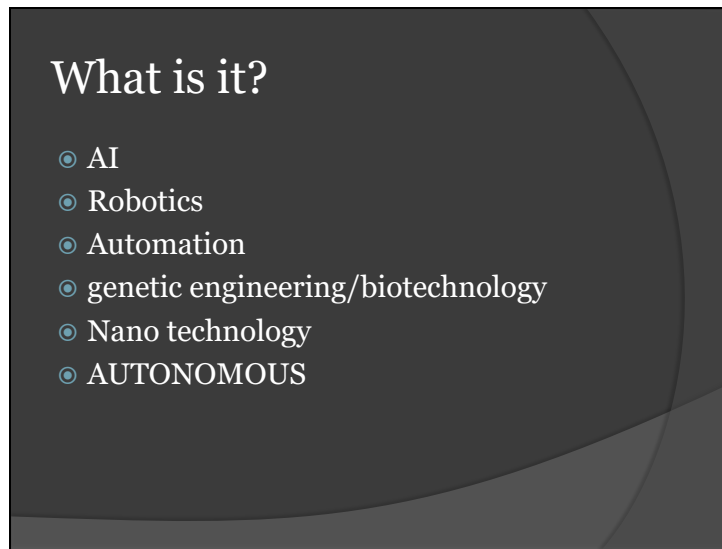 What is it?
AI
Robotics
Automation
genetic engineering/biotechnology
Nano technology
AUTONOMOUS